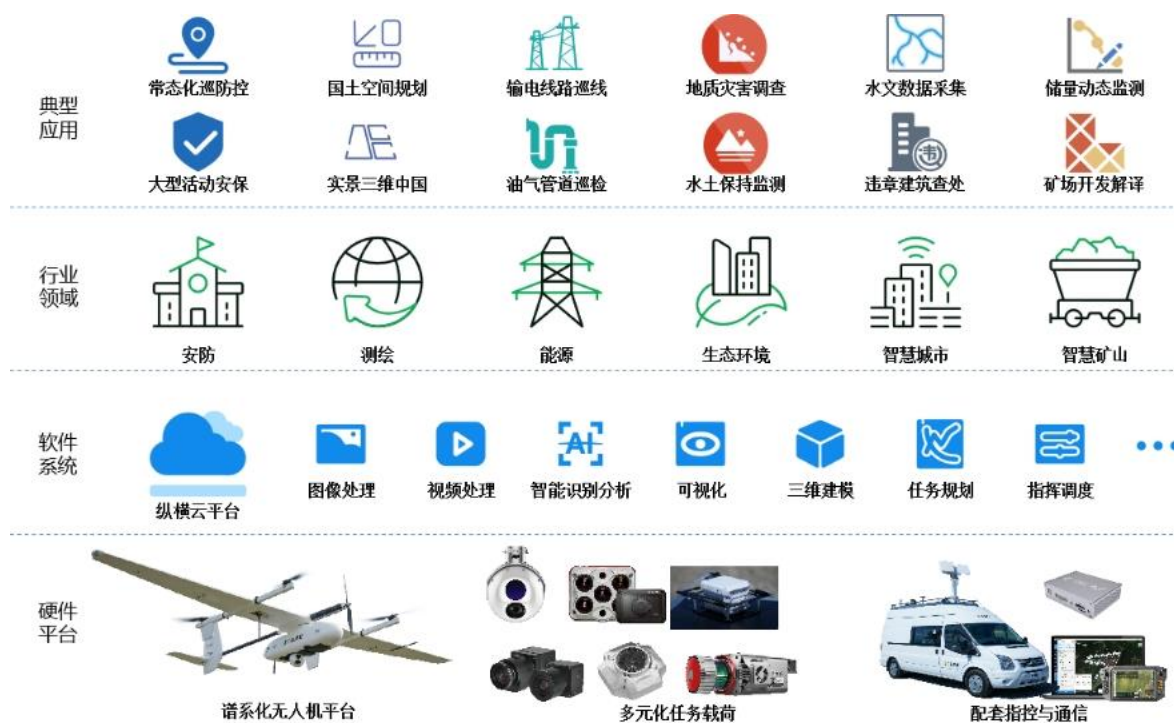 典型
应用
常态化巡防控 国土空间规划 输电线路巡线 地质灾害调查 水文数据采集 储量动态监测
违
大型活动安保 实景三维中国 油气管道巡检 水土保持监测 违章建筑查处 矿场开发解译
行业
领域
安防 测绘 能源 生态环境 智慧城市 智慧矿山
软件
系统
AI
纵横云平台 图像处理 视频处理 智能识别分析 可视化 三维建模 任务规划 指挥调度
硬件
平台
谱系化无人机平台 多元化任务载荷 配套指控与通信